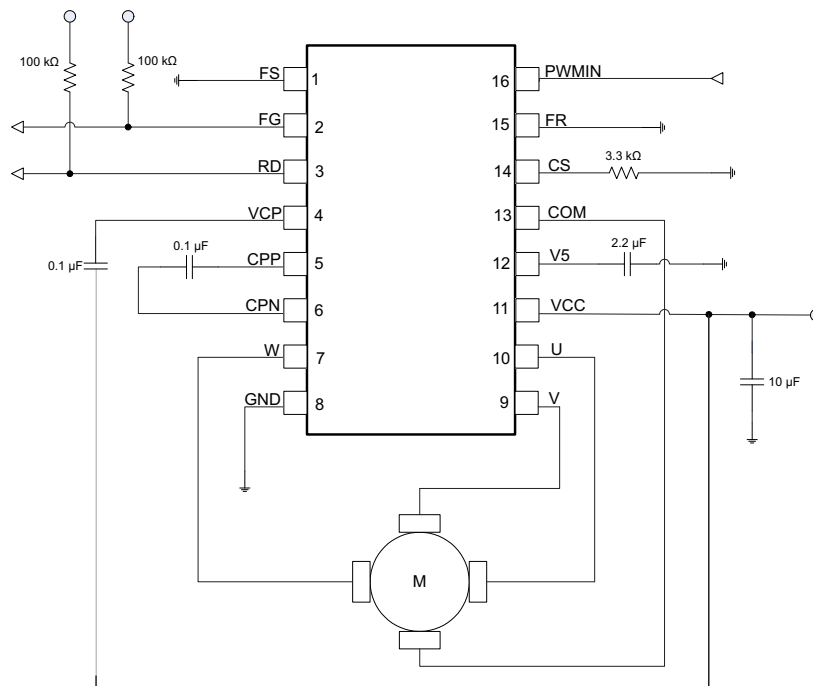 100 kΩ
100 kΩ
FS 1
16 PWMIN
FG 2
15 FR
RD 3
14 CS 3.3 kΩ
VCP 4
13 COM
0.1 µF
0.1 µF
CPP 5
12 V5 2.2 µF
CPN 6
11 VCC
W 7
10 U
10 µF
GND 8
9 V
M